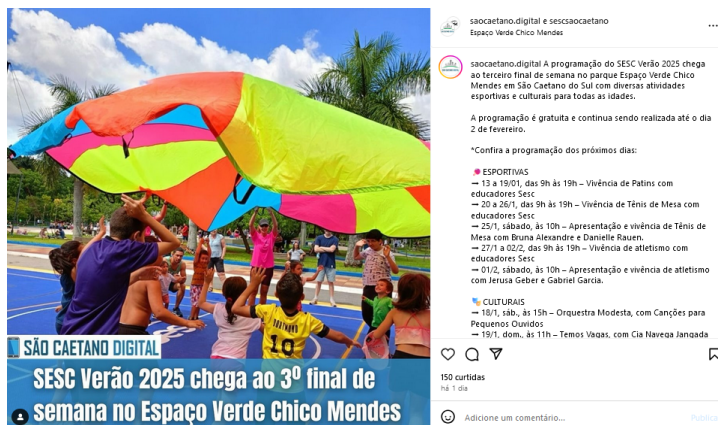 SÃO CAETANO DIGITAL
SESC Verão 2025 chega ao 3º final de
semana no Espaço Verde Chico Mendes
10
saocaetano.digital e sescsaocaetano
Espaço Verde Chico Mendes
saocaetano.digital A programação do SESC Verão 2025 chega
ao terceiro final de semana no parque Espaço Verde Chico
Mendes em São Caetano do Sul com diversas atividades
esportivas e culturais para todas as idades.
A programação é gratuita e continua sendo realizada até o dia
2 de fevereiro.
*Confira a programação dos próximos dias:
🏓 ESPORTIVAS
→ 13 a 19/01, das 9h às 19h – Vivência de Patins com
educadores Sesc
→ 20 a 26/1, das 9h às 19h – Vivência de Tênis de Mesa com
educadores Sesc
→ 25/1, sábado, às 10h – Apresentação e vivência de Tênis de
Mesa com Bruna Alexandre e Danielle Rauen.
→ 27/1 a 02/2, das 9h às 19h – Vivência de atletismo com
educadores Sesc
→ 01/2, sábado, às 10h – Apresentação e vivência de atletismo
com Jerusa Geber e Gabriel Garcia.
🎭 CULTURAIS
→ 18/1, sáb., às 15h – Orquestra Modesta, com Canções para
Pequenos Ouvidos
→ 19/1, dom., às 11h – Temos Vagas, com Cia Navega Jangada
150 curtidas
há 1 dia
Adicione um comentário...
Publica